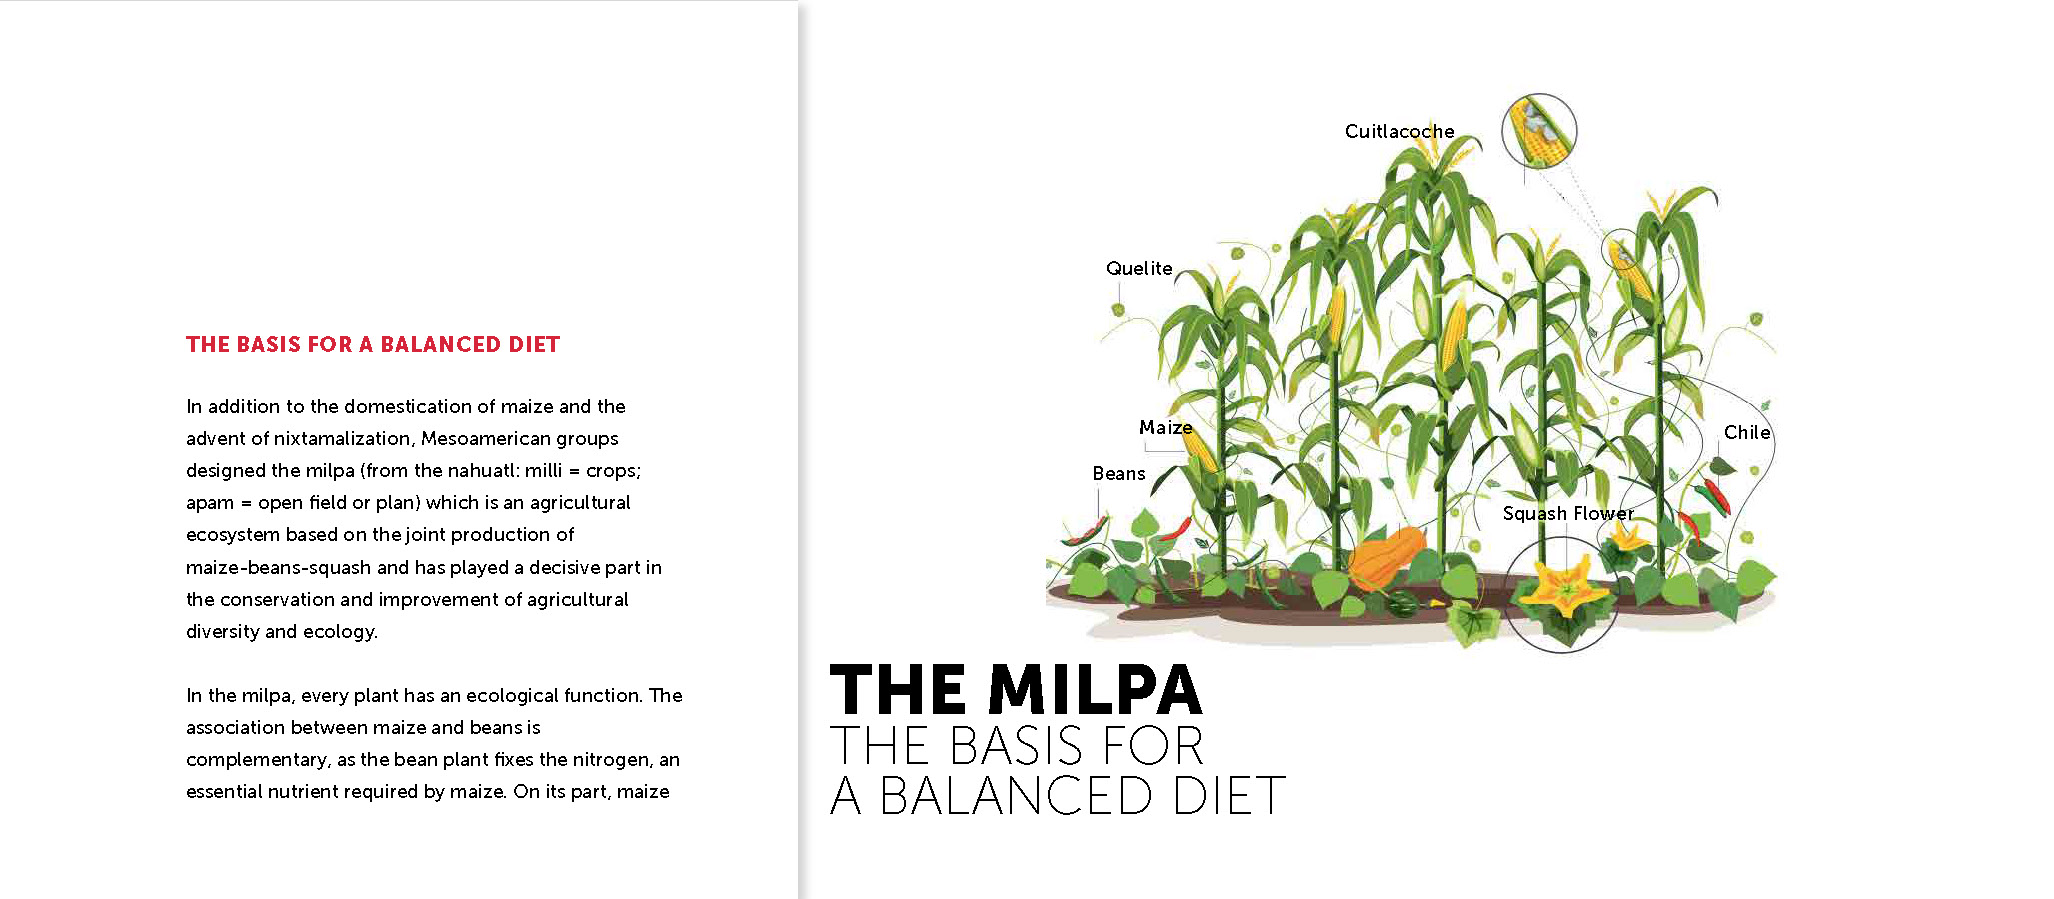 THE BASIS FOR A BALANCED DIET
In addition to the domestication of maize and the
advent of nixtamalization, Mesoamerican groups
designed the milpa (from the nahuatl: milli = crops;
apam = open field or plan) which is an agricultural
ecosystem based on the joint production of
maize-beans-squash and has played a decisive part in
the conservation and improvement of agricultural
diversity and ecology.
In the milpa, every plant has an ecological function. The
association between maize and beans is
complementary, as the bean plant fixes the nitrogen, an
essential nutrient required by maize. On its part, maize
Cuitlacoche
Quelite
Maize
Chile
Beans
Squash Flower
THE MILPA
THE BASIS FOR
A BALANCED DIET